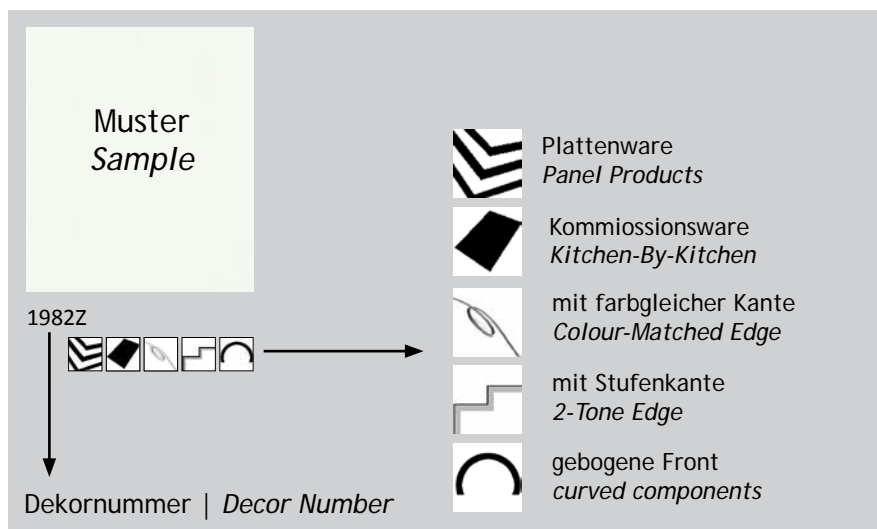 Muster
Sample
1982Z
Dekornummer | Decor Number
Plattenware
Panel Products
Kommiossionsware
Kitchen-By-Kitchen
mit farbgleicher Kante
Colour-Matched Edge
mit Stufenkante
2-Tone Edge
gebogene Front
curved components